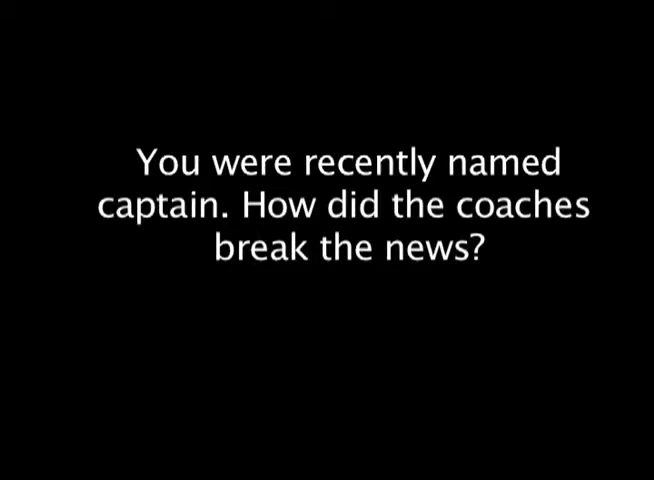 You were recently named
captain. How did the coaches
break the news?